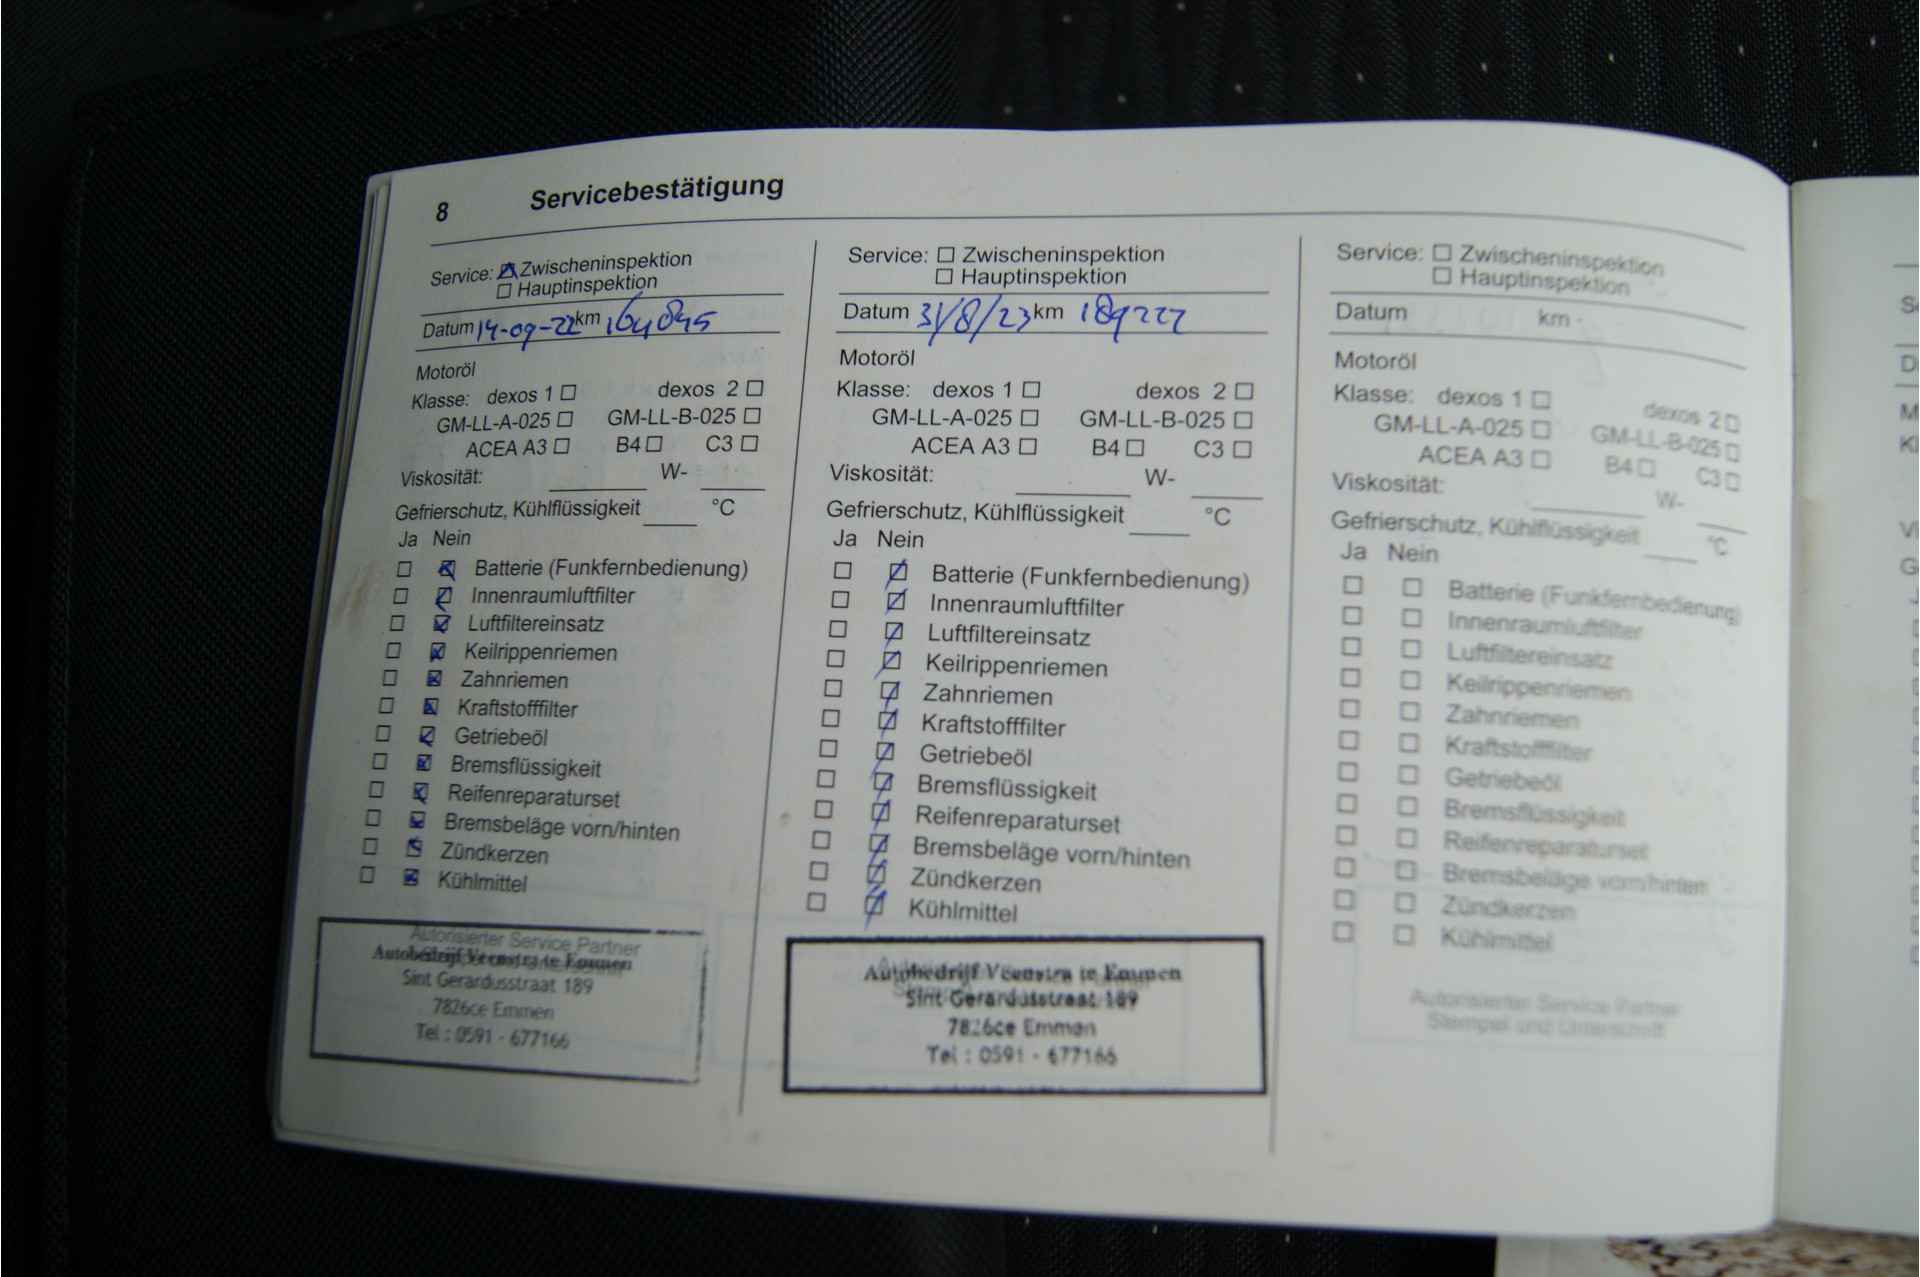 8 Servicebestätigung
Service: ☒ Zwischeninspektion
☐ Hauptinspektion
Datum 14-09-22 km 164845
Motoröl
Klasse: dexos 1 ☐ dexos 2 ☐
GM-LL-A-025 ☐ GM-LL-B-025 ☐
ACEA A3 ☐ B4 ☐ C3 ☐
Viskosität: W-
Gefrierschutz, Kühlflüssigkeit °C
Ja Nein
☐ ☒ Batterie (Funkfernbedienung)
☐ ☒ Innenraumluftfilter
☐ ☒ Luftfiltereinsatz
☐ ☒ Keilrippenriemen
☐ ☒ Zahnriemen
☐ ☒ Kraftstofffilter
☐ ☒ Getriebeöl
☐ ☒ Bremsflüssigkeit
☐ ☒ Reifenreparaturset
☐ ☒ Bremsbeläge vorn/hinten
☐ ☒ Zündkerzen
☐ ☒ Kühlmittel
Autorisierter Service Partner
Autobedrijf Veenstra te Emmen
Sint Gerardusstraat 189
7826ce Emmen
Tel : 0591 - 677166
Service: ☐ Zwischeninspektion
☐ Hauptinspektion
Datum 31/8/23 km 189222
Motoröl
Klasse: dexos 1 ☐ dexos 2 ☐
GM-LL-A-025 ☐ GM-LL-B-025 ☐
ACEA A3 ☐ B4 ☐ C3 ☐
Viskosität: W-
Gefrierschutz, Kühlflüssigkeit °C
Ja Nein
☐ ☒ Batterie (Funkfernbedienung)
☐ ☒ Innenraumluftfilter
☐ ☒ Luftfiltereinsatz
☐ ☒ Keilrippenriemen
☐ ☒ Zahnriemen
☐ ☒ Kraftstofffilter
☐ ☒ Getriebeöl
☐ ☒ Bremsflüssigkeit
☐ ☒ Reifenreparaturset
☐ ☒ Bremsbeläge vorn/hinten
☐ ☒ Zündkerzen
☐ ☒ Kühlmittel
Autobedrijf Veenstra te Emmen
Sint Gerardusstraat 189
7826ce Emmen
Tel : 0591 - 677166
Service: ☐ Zwischeninspektion
☐ Hauptinspektion
Datum km
Motoröl
Klasse: dexos 1 ☐ dexos 2 ☐
GM-LL-A-025 ☐ GM-LL-B-025 ☐
ACEA A3 ☐ B4 ☐ C3 ☐
Viskosität: W-
Gefrierschutz, Kühlflüssigkeit °C
Ja Nein
☐ ☐ Batterie (Funkfernbedienung)
☐ ☐ Innenraumluftfilter
☐ ☐ Luftfiltereinsatz
☐ ☐ Keilrippenriemen
☐ ☐ Zahnriemen
☐ ☐ Kraftstofffilter
☐ ☐ Getriebeöl
☐ ☐ Bremsflüssigkeit
☐ ☐ Reifenreparaturset
☐ ☐ Bremsbeläge vorn/hinten
☐ ☐ Zündkerzen
☐ ☐ Kühlmittel
Autorisierter Service Partner
Stempel und Unterschrift